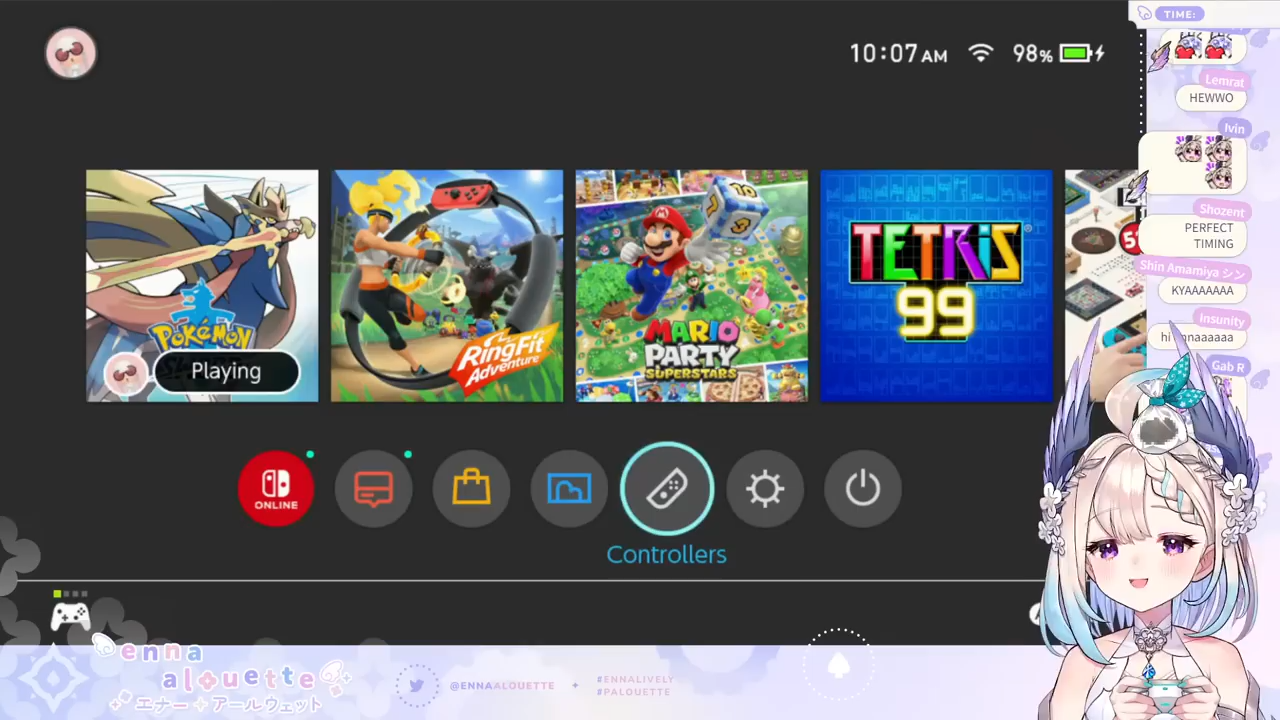 10:07AM 98%
TIME:
Lemrat
HEWWO
Ivin
Shozent
PERFECT
TIMING
Shin Amamiya シン
KYAAAAAAA
Insunity
Gab R
POKÉMON
Playing
RingFit
Adventure
MARIO
PARTY
SUPERSTARS
TETRIS
99
ONLINE
Controllers
enna
alouette
エナー アールウェット
@ENNAALOUETTE
#ENNALIVELY
#PALOUETTE